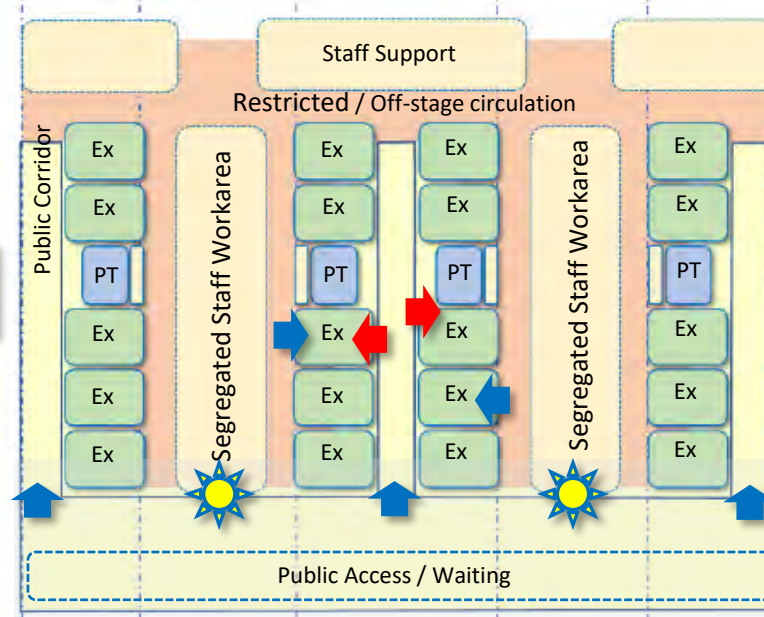 Staff Support
Restricted / Off-stage circulation
Public Corridor
Ex
Ex
PT
Ex
Ex
Ex
Segregated Staff Workarea
Ex
Ex
PT
Ex
Ex
Ex
Ex
Ex
PT
Ex
Ex
Ex
Segregated Staff Workarea
Ex
Ex
PT
Ex
Ex
Ex
Public Access / Waiting